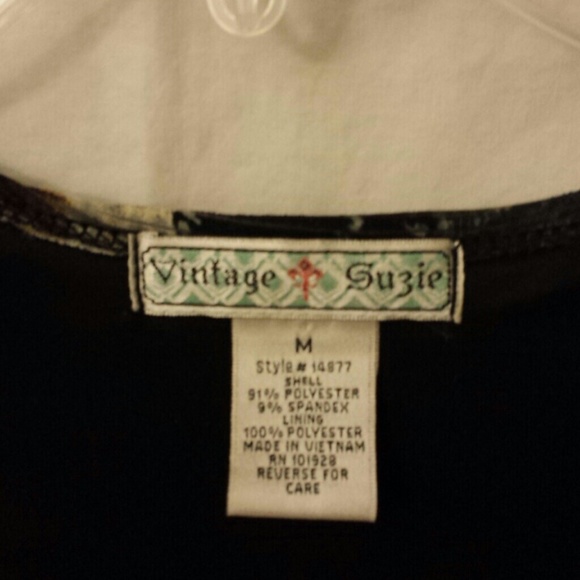 Vintage Suzie
M
Style # 14877
SHELL
91% POLYESTER
9% SPANDEX
LINING
100% POLYESTER
MADE IN VIETNAM
RN 101928
REVERSE FOR
CARE